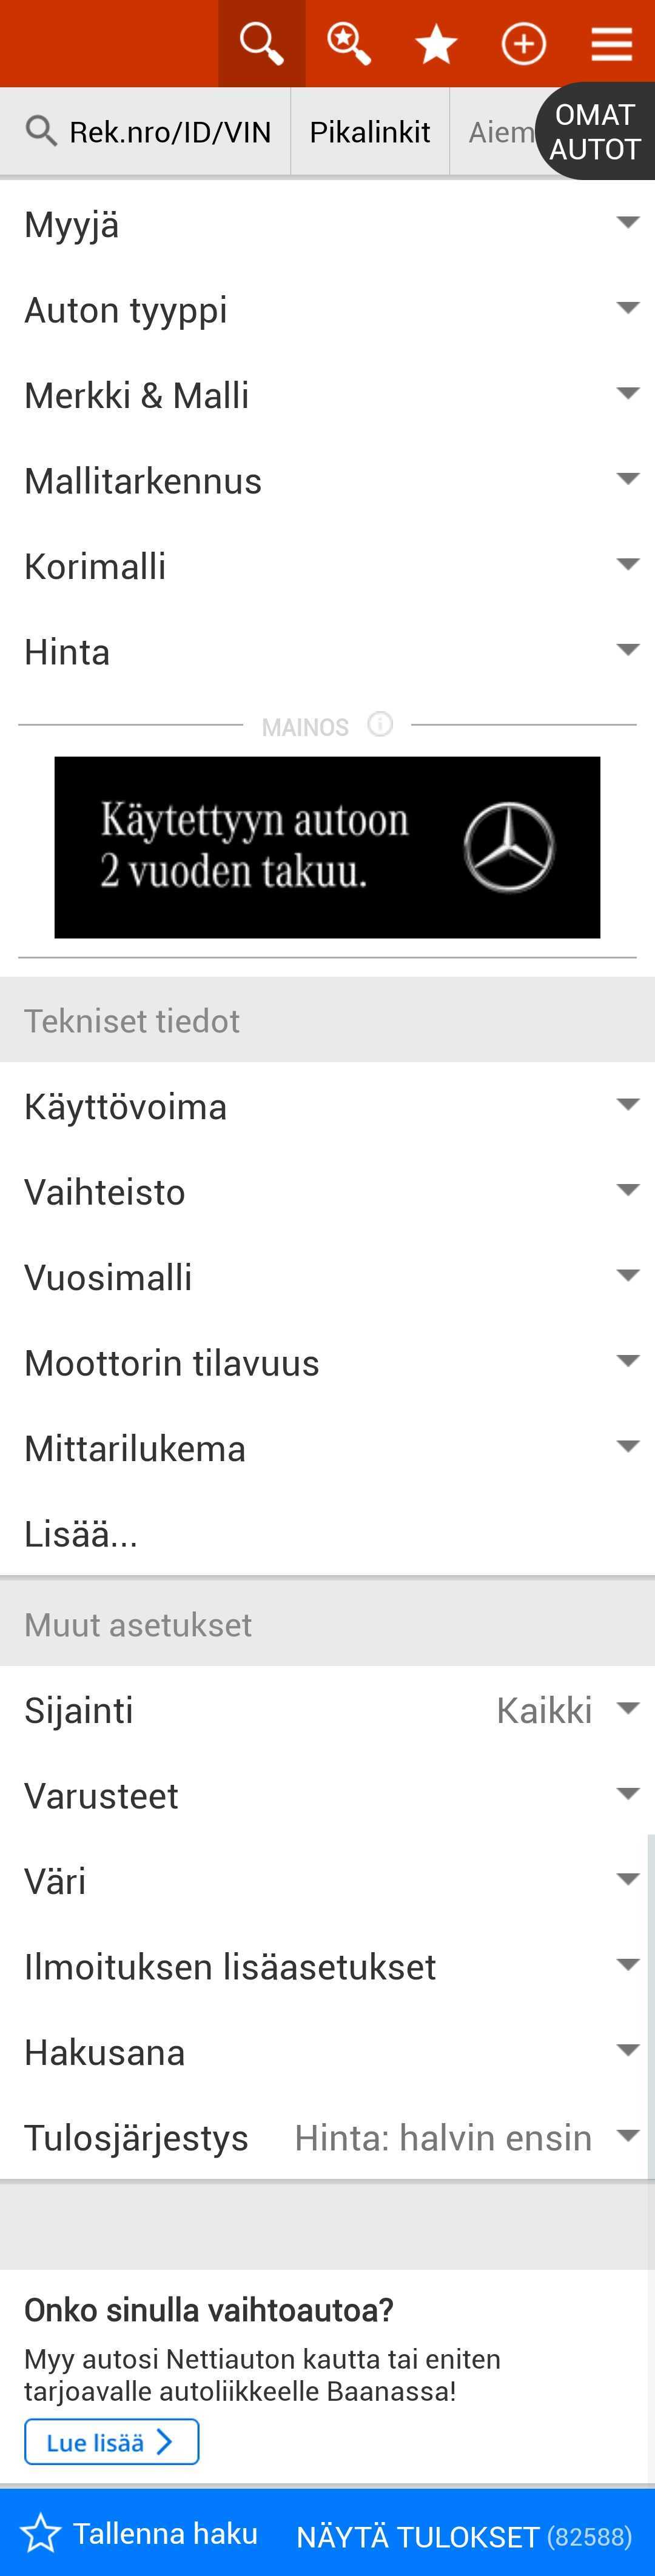 OMAT
AUTOT
Rek.nro/ID/VIN
Pikalinkit
Aiem
Myyjä
Auton tyyppi
Merkki & Malli
Mallitarkennus
Korimalli
Hinta
MAINOS
Käytettyyn autoon
2 vuoden takuu.
Tekniset tiedot
Käyttövoima
Vaihteisto
Vuosimalli
Moottorin tilavuus
Mittarilukema
Lisää...
Muut asetukset
Sijainti Kaikki
Varusteet
Väri
Ilmoituksen lisäasetukset
Hakusana
Tulosjärjestys Hinta: halvin ensin
Onko sinulla vaihtoautoa?
Myy autosi Nettiauton kautta tai eniten
tarjoavalle autoliikkeelle Baanassa!
Lue lisää
Tallenna haku NÄYTÄ TULOKSET (82588)